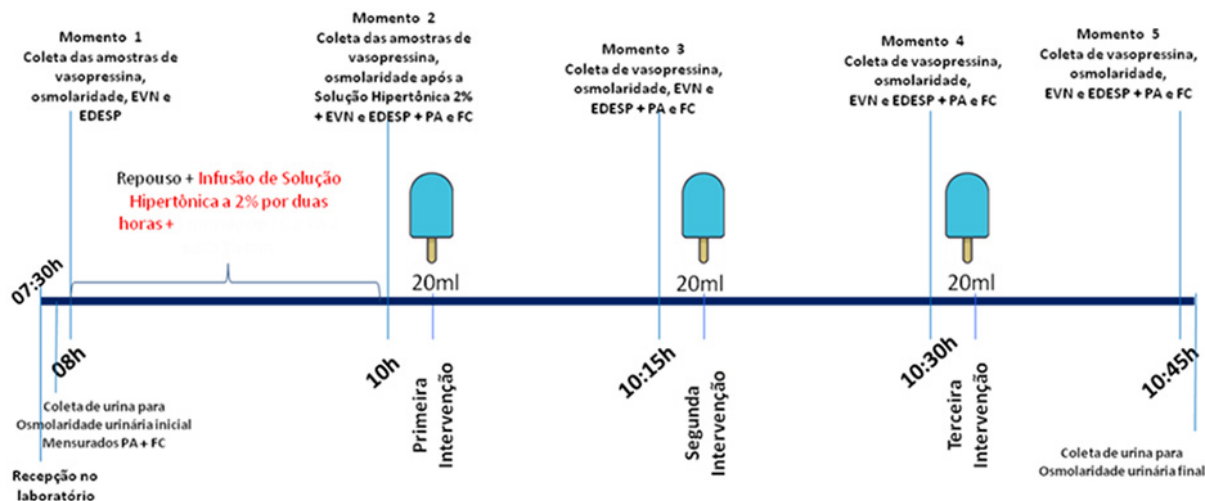 Momento 1
Coleta das amostras de
vasopressina,
osmolaridade, EVN e
EDESP
Momento 2
Coleta das amostras de
vasopressina,
osmolaridade após a
Solução Hipertônica 2%
+ EVN e EDESP + PA e FC
Momento 3
Coleta de vasopressina,
osmolaridade, EVN e
EDESP + PA e FC
Momento 4
Coleta de vasopressina,
osmolaridade,
EVN e EDESP + PA e FC
Momento 5
Coleta de vasopressina,
osmolaridade,
EVN e EDESP + PA e FC
Repouso + Infusão de Solução
Hipertônica a 2% por duas
horas +
20ml
20ml
20ml
07:30h
08h
10h
10:15h
10:30h
10:45h
Coleta de urina para
Osmolaridade urinária inicial
Mensurados PA + FC
Recepção no
laboratório
Primeira
Intervenção
Segunda
Intervenção
Terceira
Intervenção
Coleta de urina para
Osmolaridade urinária final